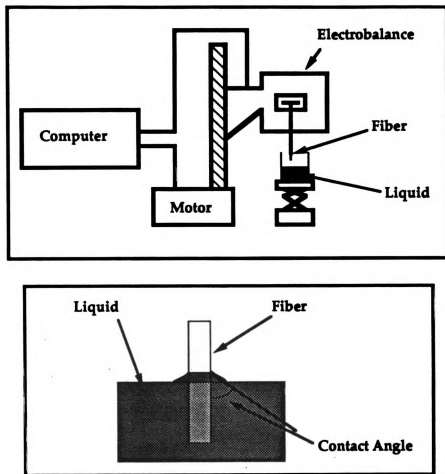 Electrobalance
Computer
Fiber
Liquid
Motor
Liquid
Fiber
Contact Angle